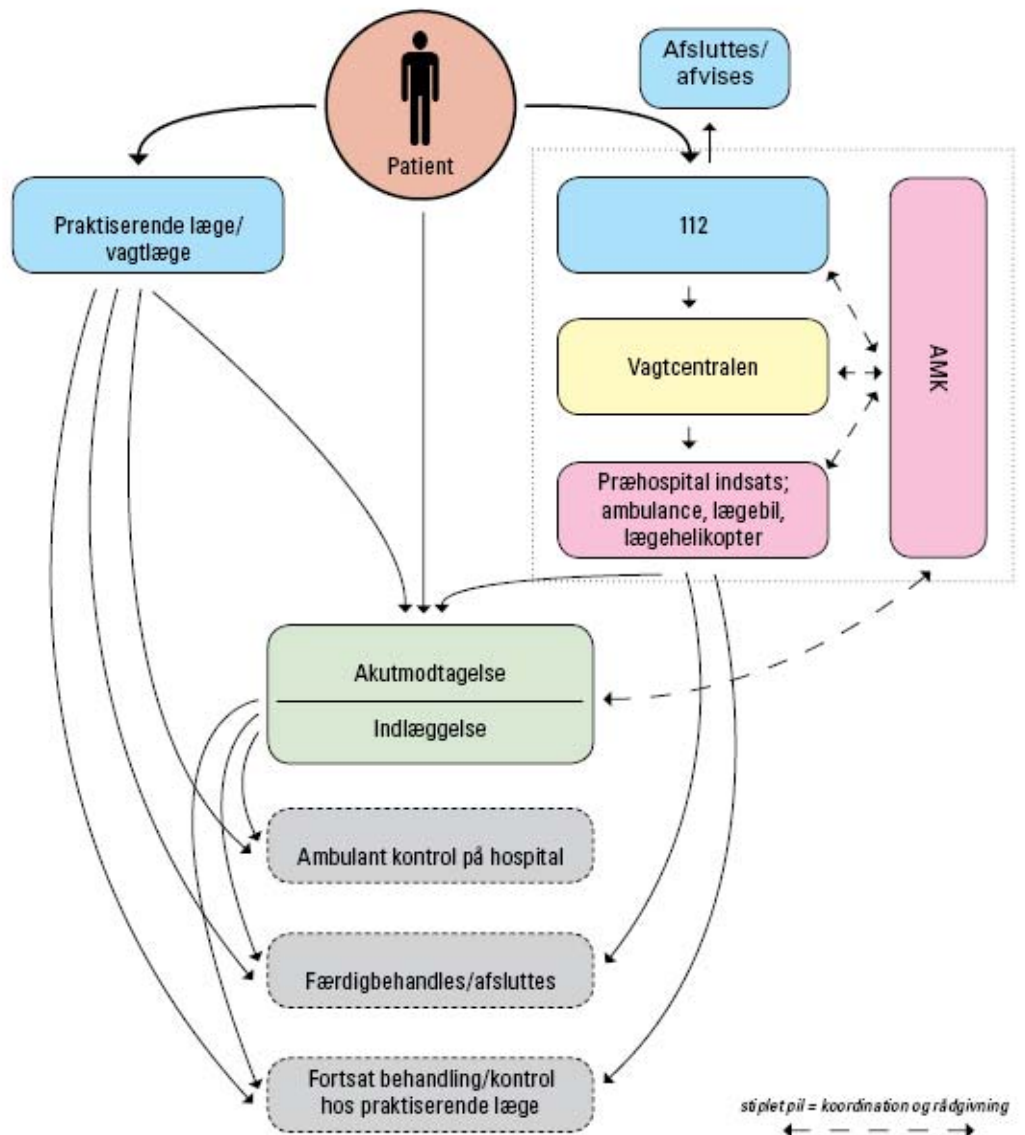 Afsluttes/
afvises
Patient
Praktiserende læge/
vagtlæge
112
Vagtcentralen
AMK
Præhospital indsats;
ambulance, lægebil,
lægehelikopter
Akutmodtagelse
Indlæggelse
Ambulant kontrol på hospital
Færdigbehandles/afsluttes
Fortsat behandling/kontrol
hos praktiserende læge
stiplet pil = koordination og rådgivning